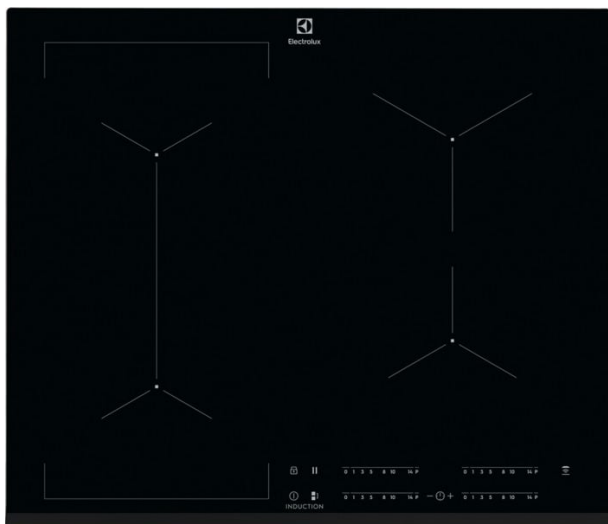 Electrolux
0 1 3 5 8 10 14 P 0 1 3 5 8 10 14 P
0 1 3 5 8 10 14 P − + 0 1 3 5 8 10 14 P
INDUCTION